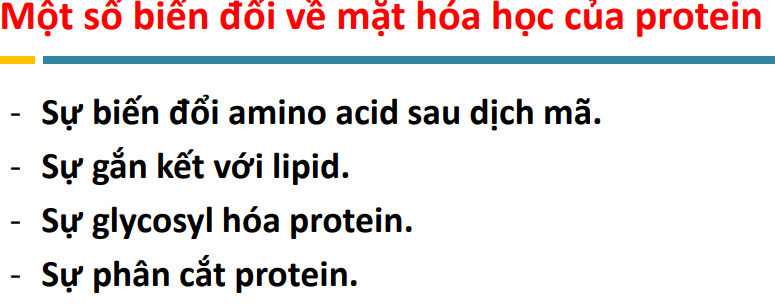 Một số biến đổi về mặt hóa học của protein
- Sự biến đổi amino acid sau dịch mã.
- Sự gắn kết với lipid.
- Sự glycosyl hóa protein.
- Sự phân cắt protein.